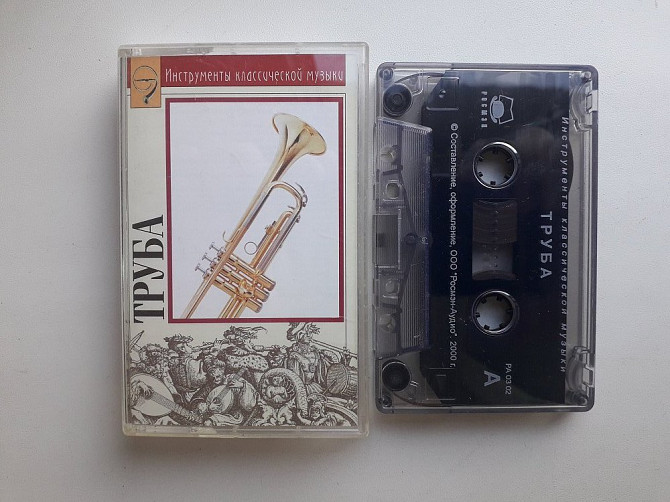 Инструменты классической музыки
ТРУБА
РОСМЭН
Инструменты классической музыки
ТРУБА
© Составление, оформление, ООО "Росмэн-Аудио", 2000 г.
РА 03 02
А